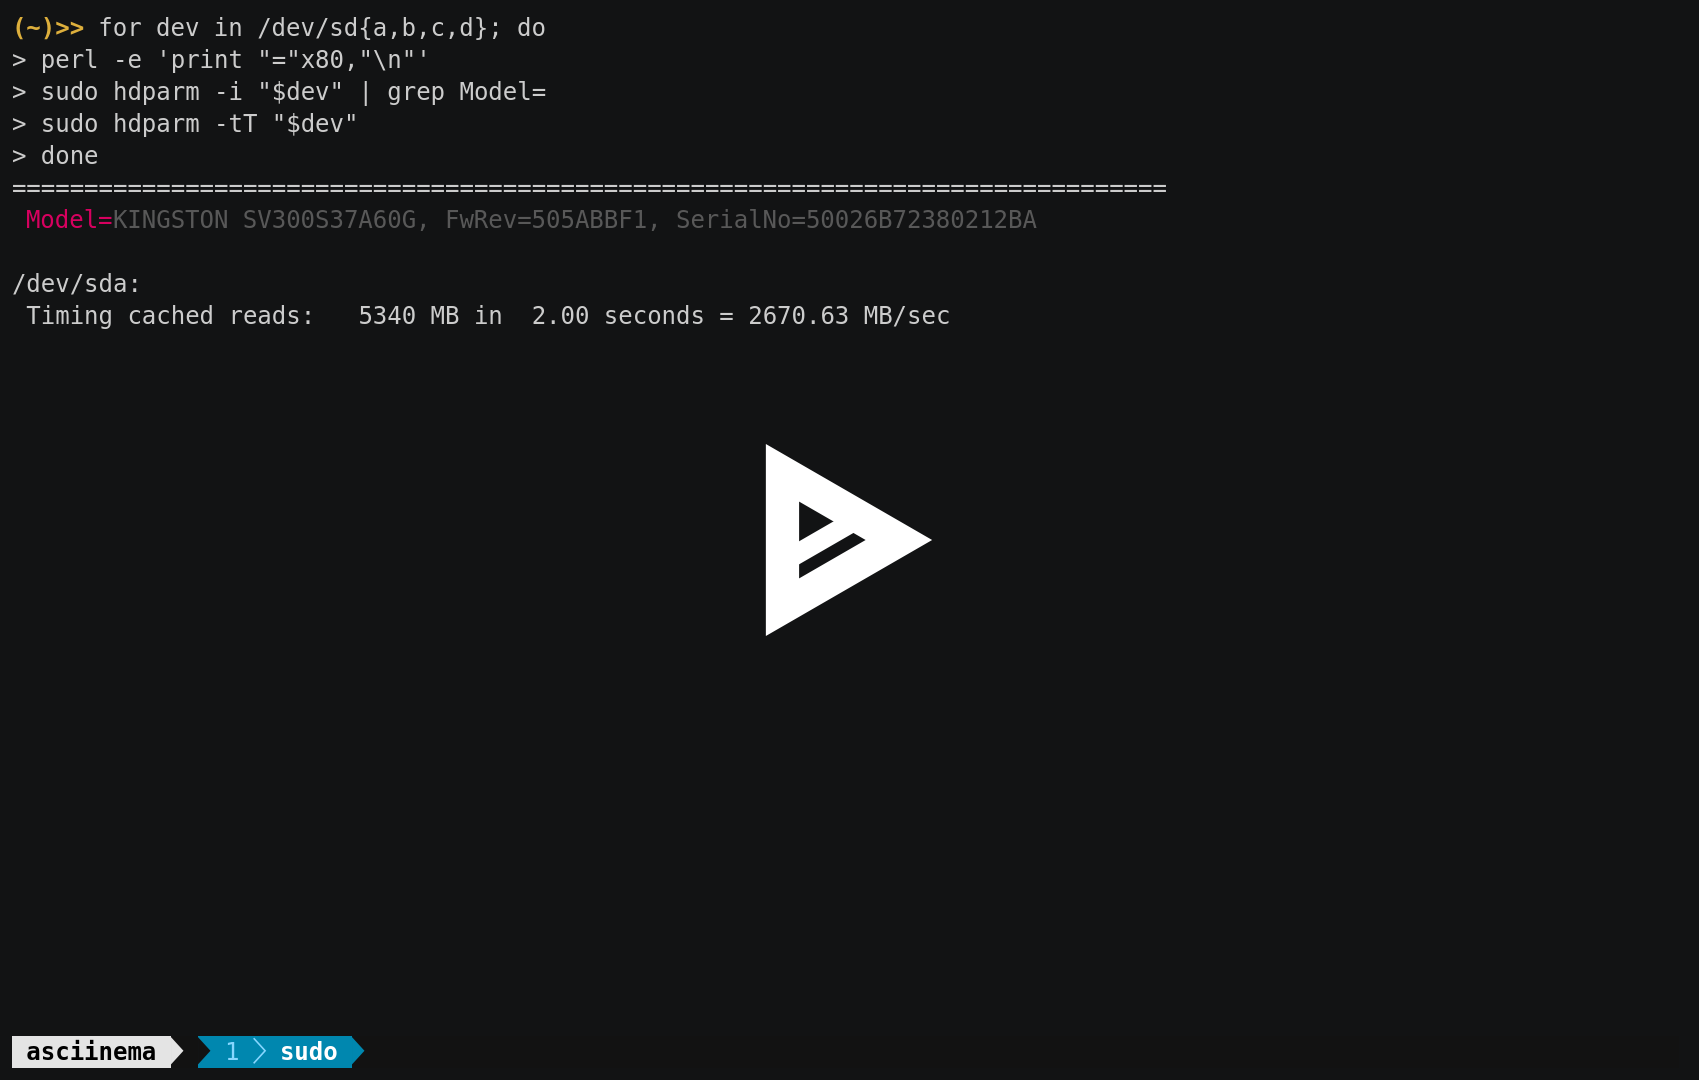 (~)>> for dev in /dev/sd{a,b,c,d}; do
> perl -e 'print "="x80,"\n"'
> sudo hdparm -i "$dev" | grep Model=
> sudo hdparm -tT "$dev"
> done
================================================================================
 Model=KINGSTON SV300S37A60G, FwRev=505ABBF1, SerialNo=50026B72380212BA

/dev/sda:
 Timing cached reads:   5340 MB in  2.00 seconds = 2670.63 MB/sec
asciinema 1 sudo